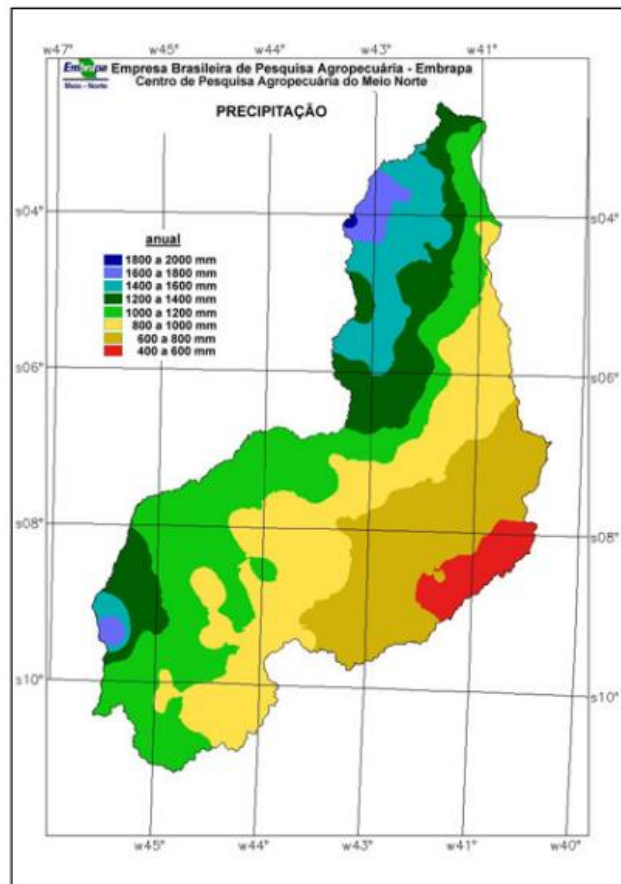 w47° w45° w44° w43° w41°
Embrapa Empresa Brasileira de Pesquisa Agropecuária - Embrapa
Meio - Norte Centro de Pesquisa Agropecuária do Meio Norte
PRECIPITAÇÃO
s04° s04°
anual
1800 a 2000 mm
1600 a 1800 mm
1400 a 1600 mm
1200 a 1400 mm
1000 a 1200 mm
800 a 1000 mm
600 a 800 mm
400 a 600 mm
s06° s06°
s08° s08°
s10° s10°
w45° w44° w43° w41° w40°